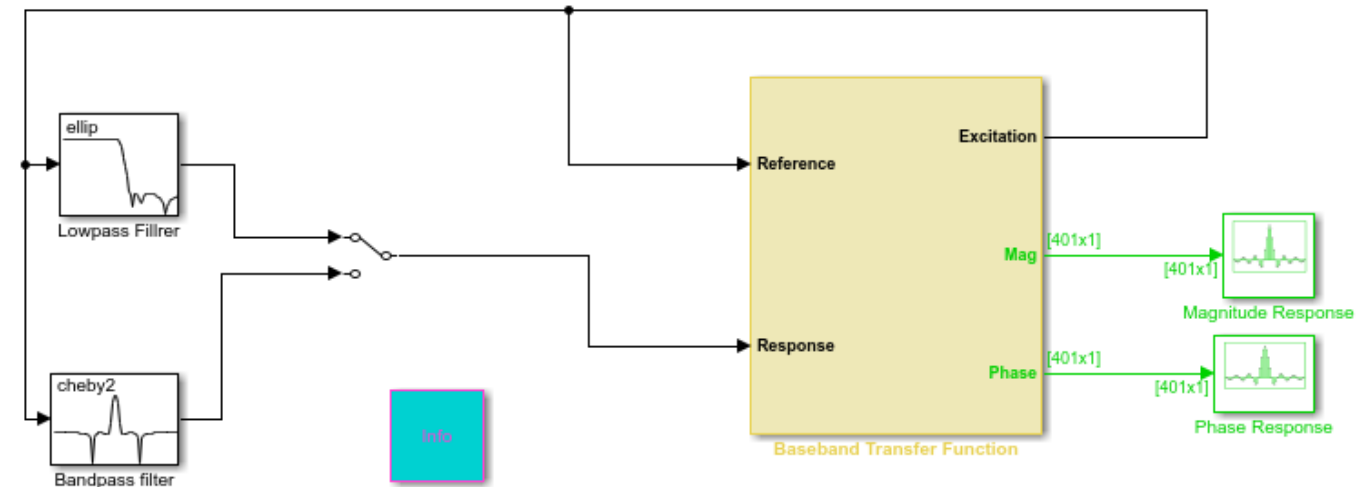 ellip
Lowpass Fillrer
cheby2
Bandpass filter
Info
Reference
Response
Excitation
Mag
Phase
Baseband Transfer Function
[401x1]
[401x1]
Magnitude Response
[401x1]
[401x1]
Phase Response